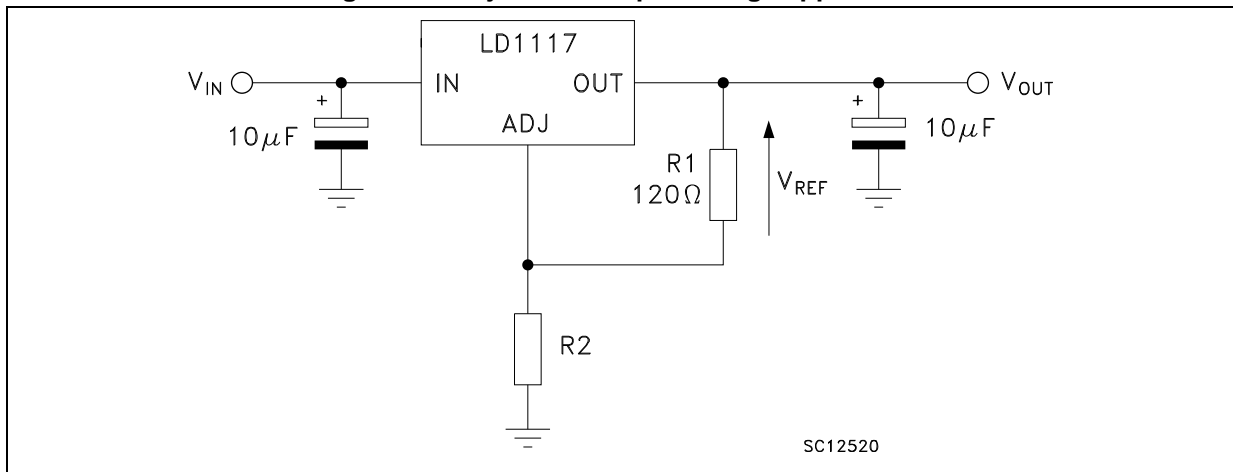 LD1117
V_IN
IN
OUT
V_OUT
ADJ
+
10μF
+
10μF
R1
120Ω
V_REF
R2
SC12520